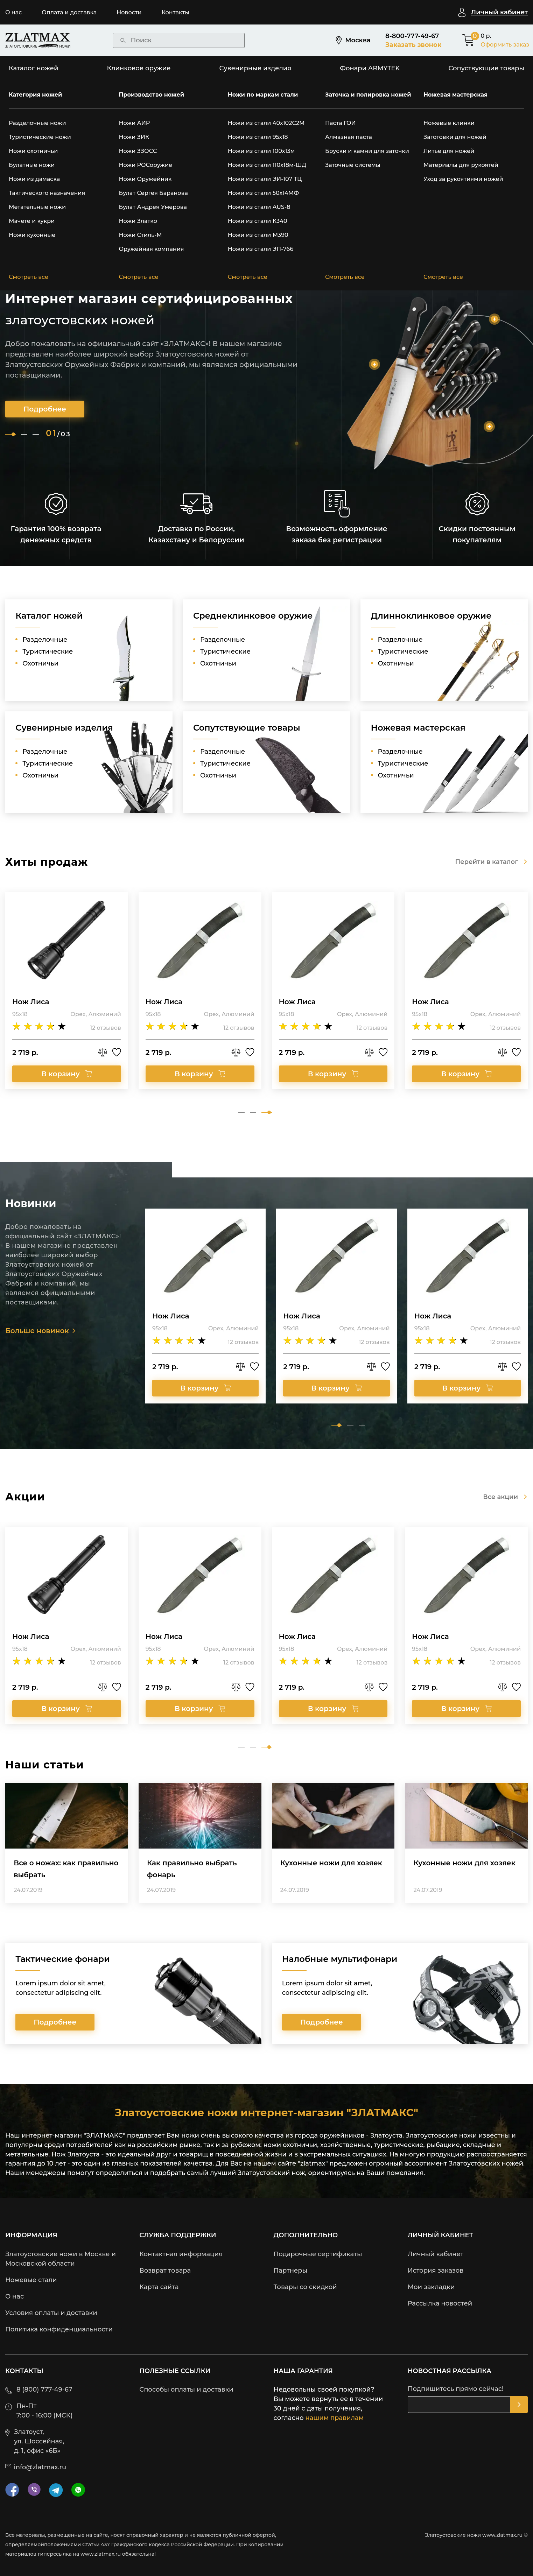 О нас
Оплата и доставка
Новости
Контакты
Личный кабинет
ZLATMAX
ЗЛАТОУСТОВСКИЕ НОЖИ
Поиск
Москва
8-800-777-49-67
Заказать звонок
0
0 р.
Оформить заказ
Каталог ножей
Клинковое оружие
Сувенирные изделия
Фонари ARMYTEK
Сопуствующие товары
Категория ножей
Разделочные ножи
Туристические ножи
Ножи охотничьи
Булатные ножи
Ножи из дамаска
Тактического назначения
Метательные ножи
Мачете и кукри
Ножи кухонные
Смотреть все
Производство ножей
Ножи АИР
Ножи ЗИК
Ножи ЗЗОСС
Ножи РОСоружие
Ножи Оружейник
Булат Сергея Баранова
Булат Андрея Умерова
Ножи Златко
Ножи Стиль-М
Оружейная компания
Смотреть все
Ножи по маркам стали
Ножи из стали 40х102С2М
Ножи из стали 95х18
Ножи из стали 100х13м
Ножи из стали 110х18м-ШД
Ножи из стали ЭИ-107 ТЦ
Ножи из стали 50х14МФ
Ножи из стали AUS-8
Ножи из стали К340
Ножи из стали М390
Ножи из стали ЭП-766
Смотреть все
Заточка и полировка ножей
Паста ГОИ
Алмазная паста
Бруски и камни для заточки
Заточные системы
Смотреть все
Ножевая мастерская
Ножевые клинки
Заготовки для ножей
Литье для ножей
Материалы для рукоятей
Уход за рукоятиями ножей
Смотреть все
Интернет магазин сертифицированных
златоустовских ножей
Добро пожаловать на официальный сайт «ЗЛАТМАКС»! В нашем магазине
представлен наиболее широкий выбор Златоустовских ножей от
Златоустовских Оружейных Фабрик и компаний, мы являемся официальными
поставщиками.
Подробнее
01/03
Гарантия 100% возврата
денежных средств
Доставка по России,
Казахстану и Белоруссии
Возможность оформление
заказа без регистрации
Скидки постоянным
покупателям
Каталог ножей
Разделочные
Туристические
Охотничьи
Среднеклинковое оружие
Разделочные
Туристические
Охотничьи
Длинноклинковое оружие
Разделочные
Туристические
Охотничьи
Сувенирные изделия
Разделочные
Туристические
Охотничьи
Сопутствующие товары
Разделочные
Туристические
Охотничьи
Ножевая мастерская
Разделочные
Туристические
Охотничьи
Хиты продаж
Перейти в каталог
Нож Лиса
95х18 Орех, Алюминий
12 отзывов
2 719 р.
В корзину
Нож Лиса
95х18 Орех, Алюминий
12 отзывов
2 719 р.
В корзину
Нож Лиса
95х18 Орех, Алюминий
12 отзывов
2 719 р.
В корзину
Нож Лиса
95х18 Орех, Алюминий
12 отзывов
2 719 р.
В корзину
Новинки
Добро пожаловать на
официальный сайт «ЗЛАТМАКС»!
В нашем магазине представлен
наиболее широкий выбор
Златоустовских ножей от
Златоустовских Оружейных
Фабрик и компаний, мы
являемся официальными
поставщиками.
Больше новинок
Нож Лиса
95х18 Орех, Алюминий
12 отзывов
2 719 р.
В корзину
Нож Лиса
95х18 Орех, Алюминий
12 отзывов
2 719 р.
В корзину
Нож Лиса
95х18 Орех, Алюминий
12 отзывов
2 719 р.
В корзину
Акции
Все акции
Нож Лиса
95х18 Орех, Алюминий
12 отзывов
2 719 р.
В корзину
Нож Лиса
95х18 Орех, Алюминий
12 отзывов
2 719 р.
В корзину
Нож Лиса
95х18 Орех, Алюминий
12 отзывов
2 719 р.
В корзину
Нож Лиса
95х18 Орех, Алюминий
12 отзывов
2 719 р.
В корзину
Наши статьи
Все о ножах: как правильно
выбрать
24.07.2019
Как правильно выбрать
фонарь
24.07.2019
Кухонные ножи для хозяек
24.07.2019
Кухонные ножи для хозяек
24.07.2019
Тактические фонари
Lorem ipsum dolor sit amet,
consectetur adipiscing elit.
Подробнее
Налобные мультифонари
Lorem ipsum dolor sit amet,
consectetur adipiscing elit.
Подробнее
Златоустовские ножи интернет-магазин "ЗЛАТМАКС"
Наш интернет-магазин "ЗЛАТМАКС" предлагает Вам ножи очень высокого качества из города оружейников - Златоуста. Златоустовские ножи известны и
популярны среди потребителей как на российским рынке, так и за рубежом: ножи охотничьи, хозяйственные, туристические, рыбацкие, складные и
метательные. Нож Златоуста - это идеальный друг и товарищ в повседневной жизни и в экстремальных ситуациях. На многую продукцию распространяется
гарантия до 10 лет - это один из главных показателей качества. Для Вас на нашем сайте "zlatmax" предложен огромный ассортимент Златоустовских ножей.
Наши менеджеры помогут определиться и подобрать самый лучший Златоустовский нож, ориентируясь на Ваши пожелания.
ИНФОРМАЦИЯ
Златоустовские ножи в Москве и
Московской области
Ножевые стали
О нас
Условия оплаты и доставки
Политика конфиденциальности
СЛУЖБА ПОДДЕРЖКИ
Контактная информация
Возврат товара
Карта сайта
ДОПОЛНИТЕЛЬНО
Подарочные сертификаты
Партнеры
Товары со скидкой
ЛИЧНЫЙ КАБИНЕТ
Личный кабинет
История заказов
Мои закладки
Рассылка новостей
КОНТАКТЫ
8 (800) 777-49-67
Пн-Пт
7:00 - 16:00 (МСК)
Златоуст,
ул. Шоссейная,
д. 1, офис «6Б»
info@zlatmax.ru
ПОЛЕЗНЫЕ ССЫЛКИ
Способы оплаты и доставки
НАША ГАРАНТИЯ
Недовольны своей покупкой?
Вы можете вернуть ее в течении
30 дней с даты получения,
согласно нашим правилам
НОВОСТНАЯ РАССЫЛКА
Подпишитесь прямо сейчас!
Все материалы, размещенные на сайте, носят справочный характер и не являются публичной офертой,
определяемойположениями Статьи 437 Гражданского кодекса Российской Федерации. При копировании
материалов гиперссылка на www.zlatmax.ru обязательна!
Златоустовские ножи www.zlatmax.ru ©